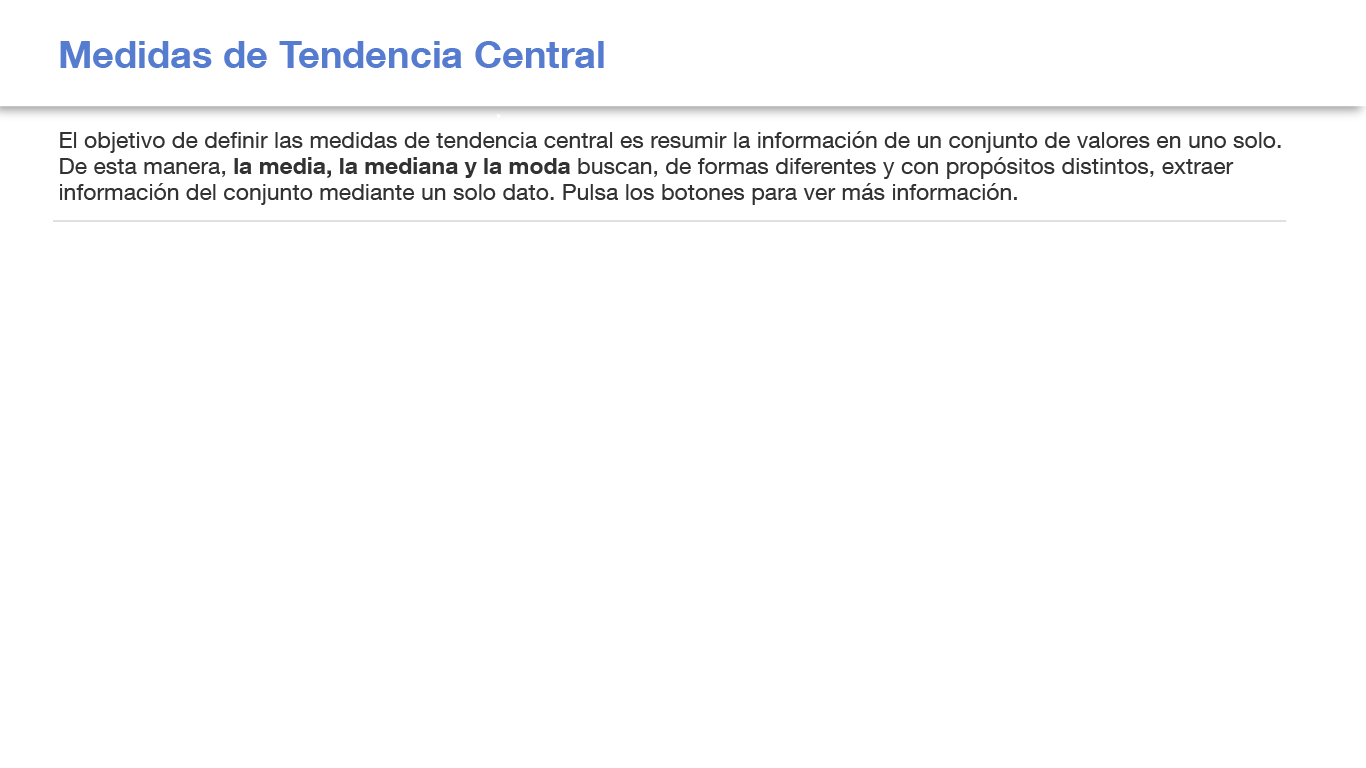 Medidas de Tendencia Central
El objetivo de definir las medidas de tendencia central es resumir la información de un conjunto de valores en uno solo.
De esta manera, la media, la mediana y la moda buscan, de formas diferentes y con propósitos distintos, extraer
información del conjunto mediante un solo dato. Pulsa los botones para ver más información.